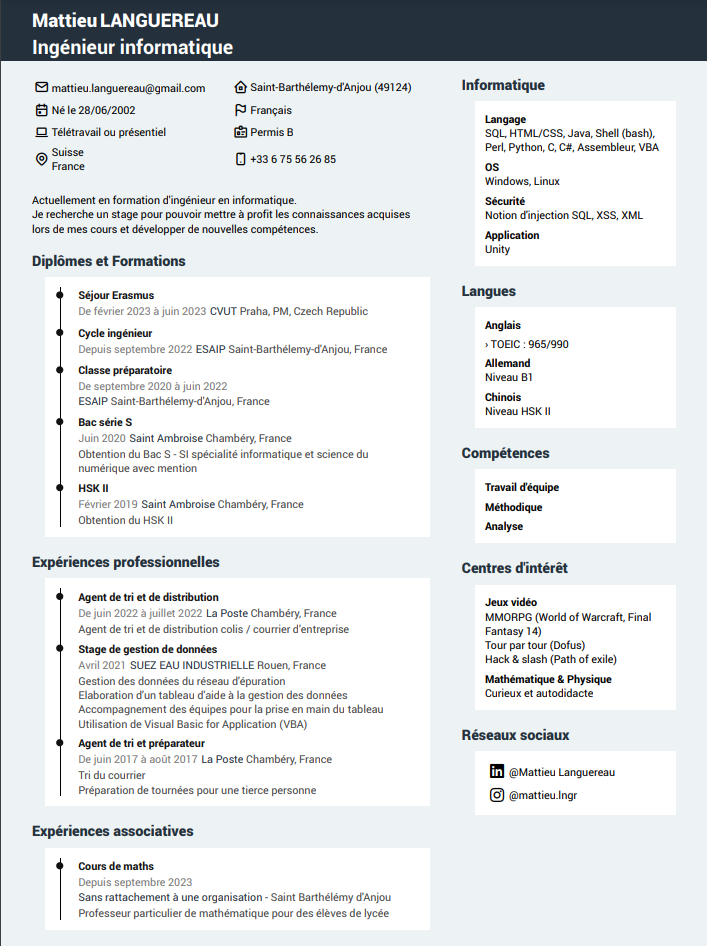 Mattieu LANGUEREAU
Ingénieur informatique
mattieu.languereau@gmail.com
Saint-Barthélemy-d'Anjou (49124)
Né le 28/06/2002
Français
Télétravail ou présentiel
Permis B
Suisse
France
+33 6 75 56 26 85
Actuellement en formation d'ingénieur en informatique.
Je recherche un stage pour pouvoir mettre à profit les connaissances acquises
lors de mes cours et développer de nouvelles compétences.
Diplômes et Formations
Séjour Erasmus
De février 2023 à juin 2023 CVUT Praha, PM, Czech Republic
Cycle ingénieur
Depuis septembre 2022 ESAIP Saint-Barthélemy-d'Anjou, France
Classe préparatoire
De septembre 2020 à juin 2022
ESAIP Saint-Barthélemy-d'Anjou, France
Bac série S
Juin 2020 Saint Ambroise Chambéry, France
Obtention du Bac S - SI spécialité informatique et science du
numérique avec mention
HSK II
Février 2019 Saint Ambroise Chambéry, France
Obtention du HSK II
Expériences professionnelles
Agent de tri et de distribution
De juin 2022 à juillet 2022 La Poste Chambéry, France
Agent de tri et de distribution colis / courrier d'entreprise
Stage de gestion de données
Avril 2021 SUEZ EAU INDUSTRIELLE Rouen, France
Gestion des données du réseau d'épuration
Elaboration d'un tableau d'aide à la gestion des données
Accompagnement des équipes pour la prise en main du tableau
Utilisation de Visual Basic for Application (VBA)
Agent de tri et préparateur
De juin 2017 à août 2017 La Poste Chambéry, France
Tri du courrier
Préparation de tournées pour une tierce personne
Expériences associatives
Cours de maths
Depuis septembre 2023
Sans rattachement à une organisation - Saint Barthélémy d'Anjou
Professeur particulier de mathématique pour des élèves de lycée
Informatique
Langage
SQL, HTML/CSS, Java, Shell (bash),
Perl, Python, C, C#, Assembleur, VBA
OS
Windows, Linux
Sécurité
Notion d'injection SQL, XSS, XML
Application
Unity
Langues
Anglais
› TOEIC : 965/990
Allemand
Niveau B1
Chinois
Niveau HSK II
Compétences
Travail d'équipe
Méthodique
Analyse
Centres d'intérêt
Jeux vidéo
MMORPG (World of Warcraft, Final
Fantasy 14)
Tour par tour (Dofus)
Hack & slash (Path of exile)
Mathématique & Physique
Curieux et autodidacte
Réseaux sociaux
@Mattieu Languereau
@mattieu.lngr